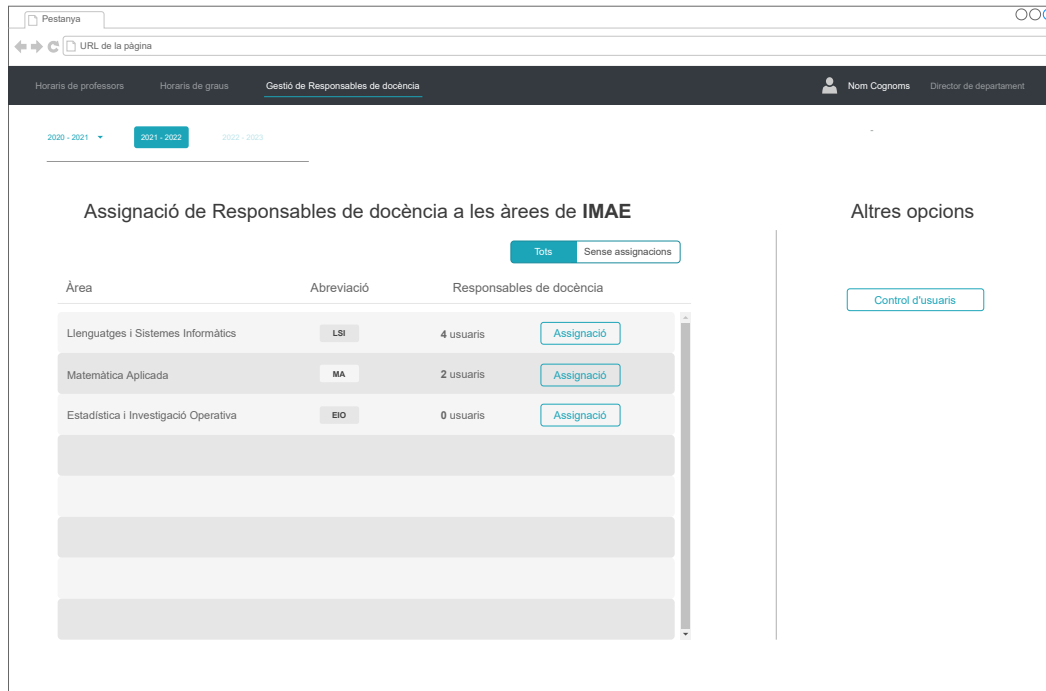 Pestanya
URL de la pàgina
Horaris de professors Horaris de graus Gestió de Responsables de docència Nom Cognoms Director de departament
2020 - 2021 2021 - 2022 2022 - 2023
-
Assignació de Responsables de docència a les àrees de IMAE
Altres opcions
Tots Sense assignacions
Àrea Abreviació Responsables de docència
Control d'usuaris
Llenguatges i Sistemes Informàtics LSI 4 usuaris Assignació
Matemàtica Aplicada MA 2 usuaris Assignació
Estadística i Investigació Operativa EIO 0 usuaris Assignació